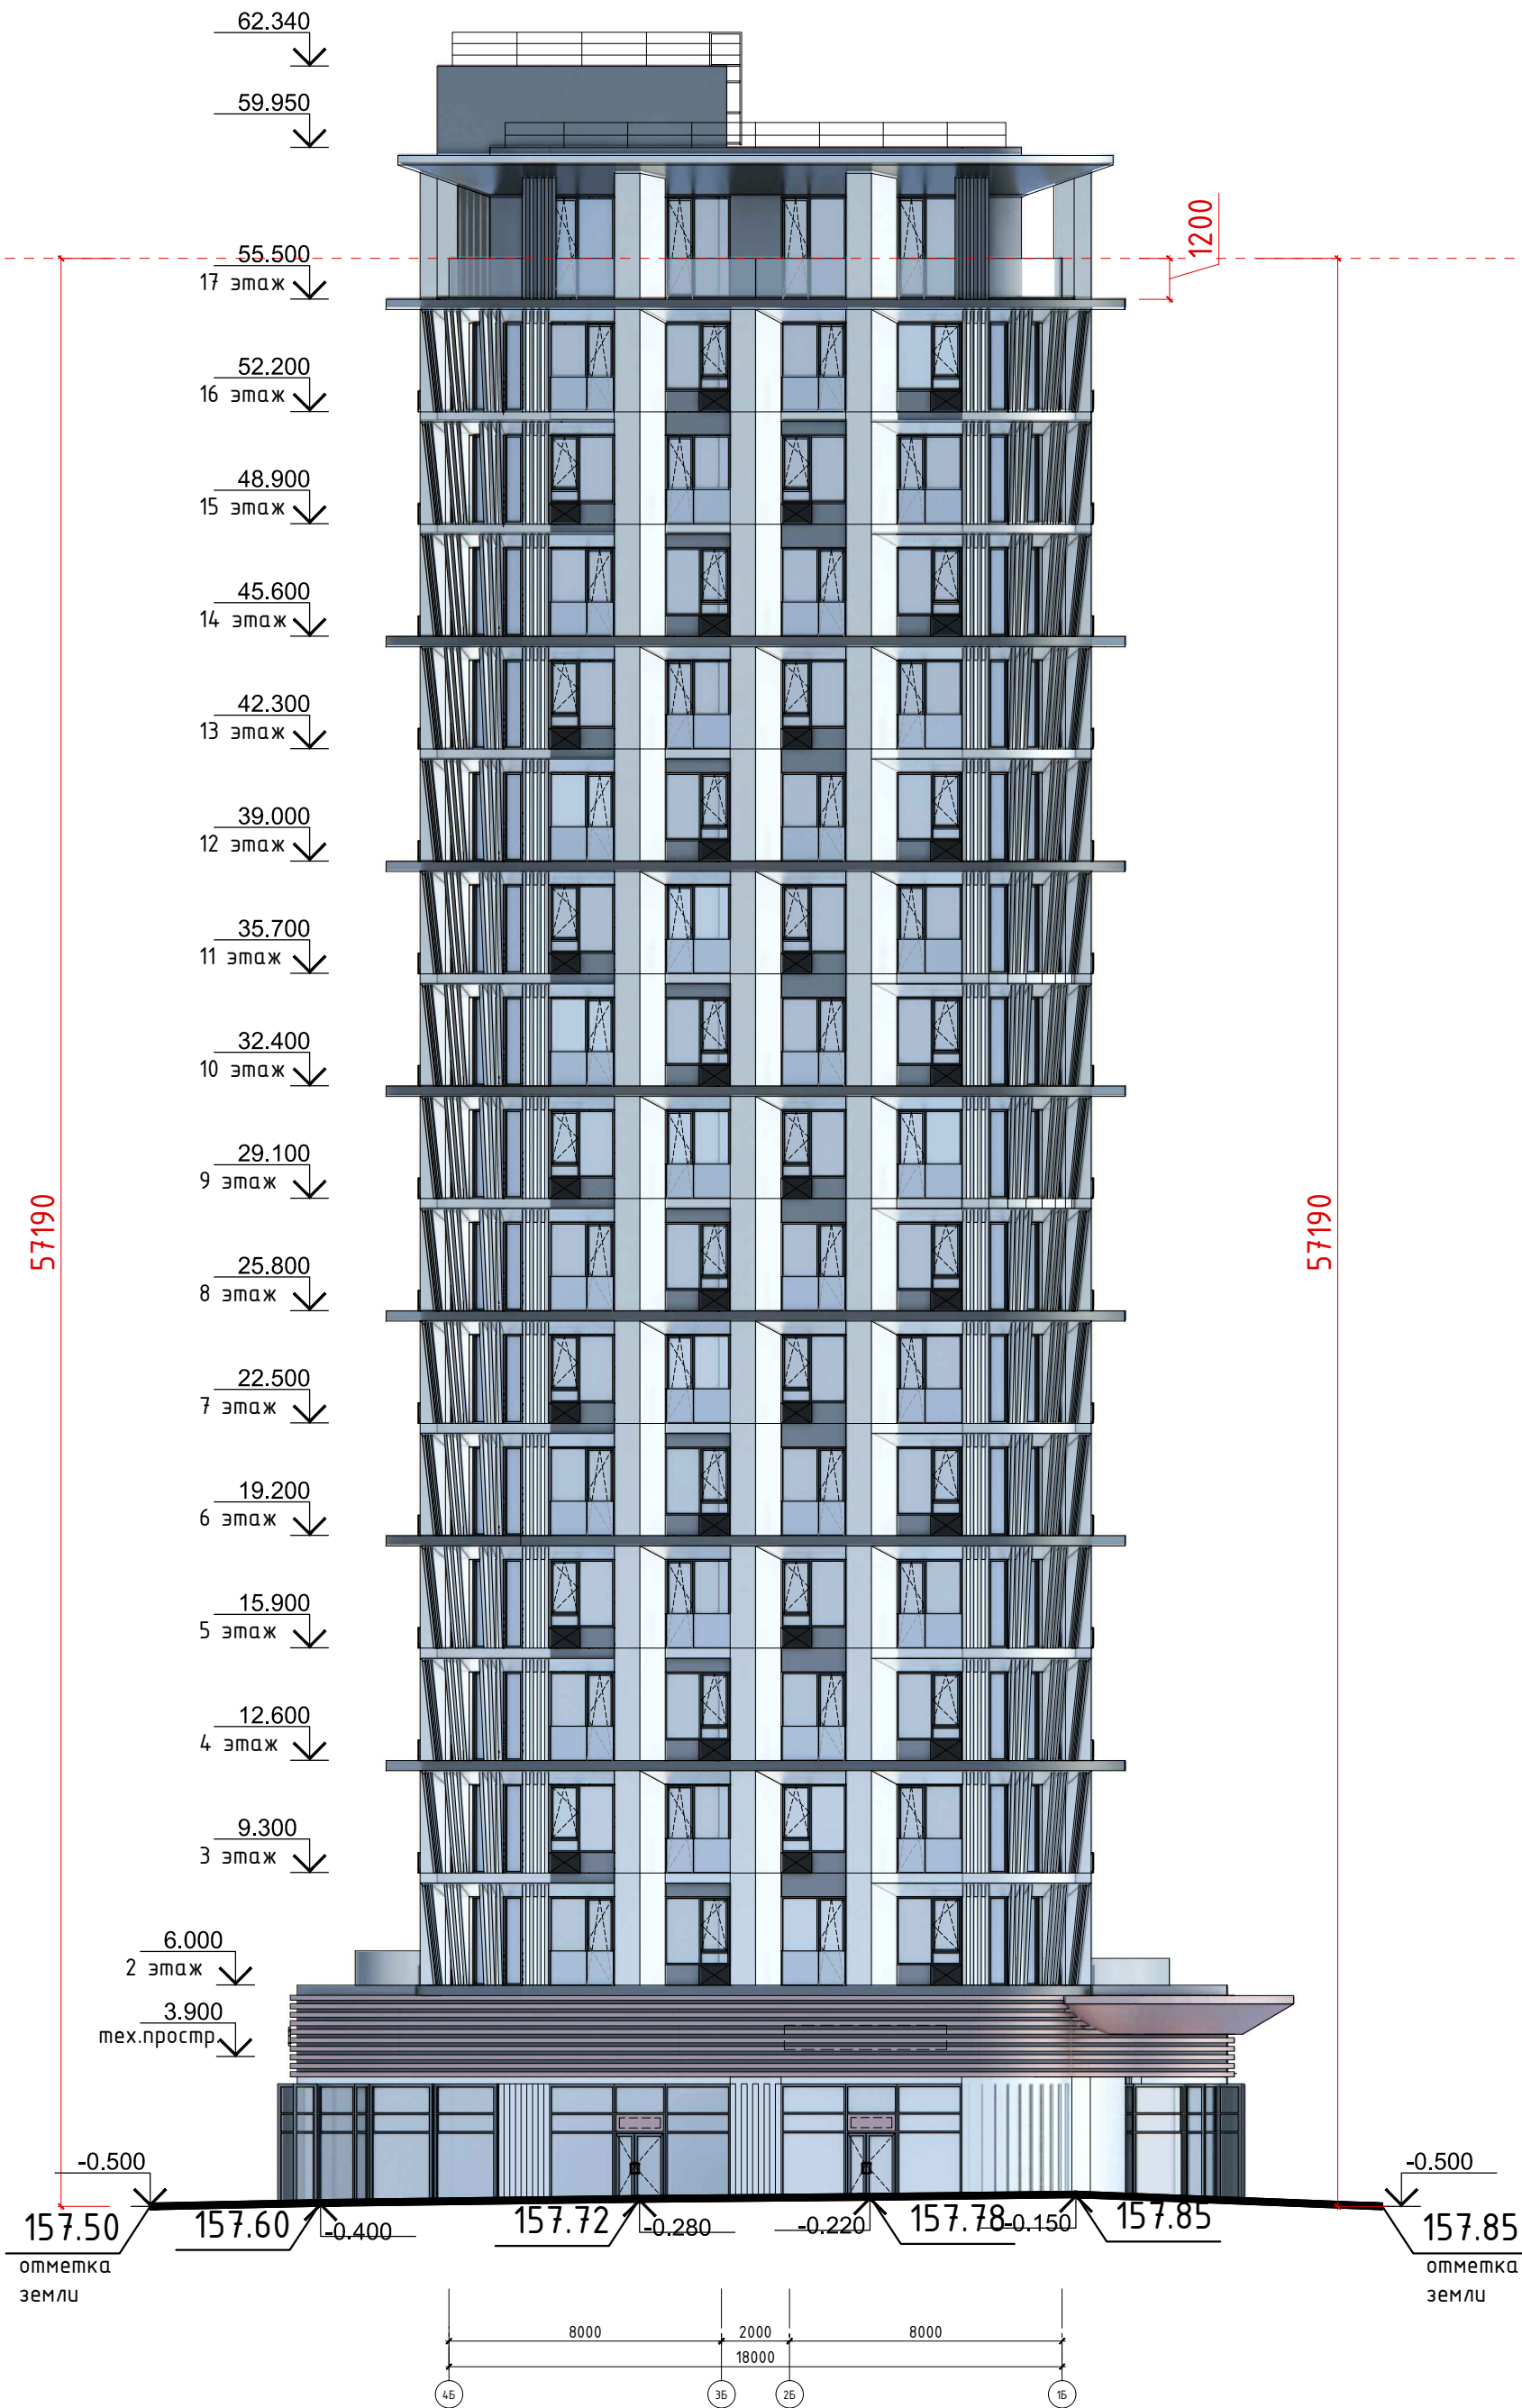 62.340
59.950
1200
55.500
17 этаж
52.200
16 этаж
48.900
15 этаж
45.600
14 этаж
42.300
13 этаж
39.000
12 этаж
35.700
11 этаж
32.400
10 этаж
29.100
9 этаж
57190
57190
25.800
8 этаж
22.500
7 этаж
19.200
6 этаж
15.900
5 этаж
12.600
4 этаж
9.300
3 этаж
6.000
2 этаж
3.900
тех.простр.
-0.500
-0.500
157.50
157.60
-0.400
157.72
-0.280
-0.220
157.78
-0.150
157.85
157.85
отметка
земли
отметка
земли
8000
2000
8000
18000
4Б
3Б
2Б
1Б